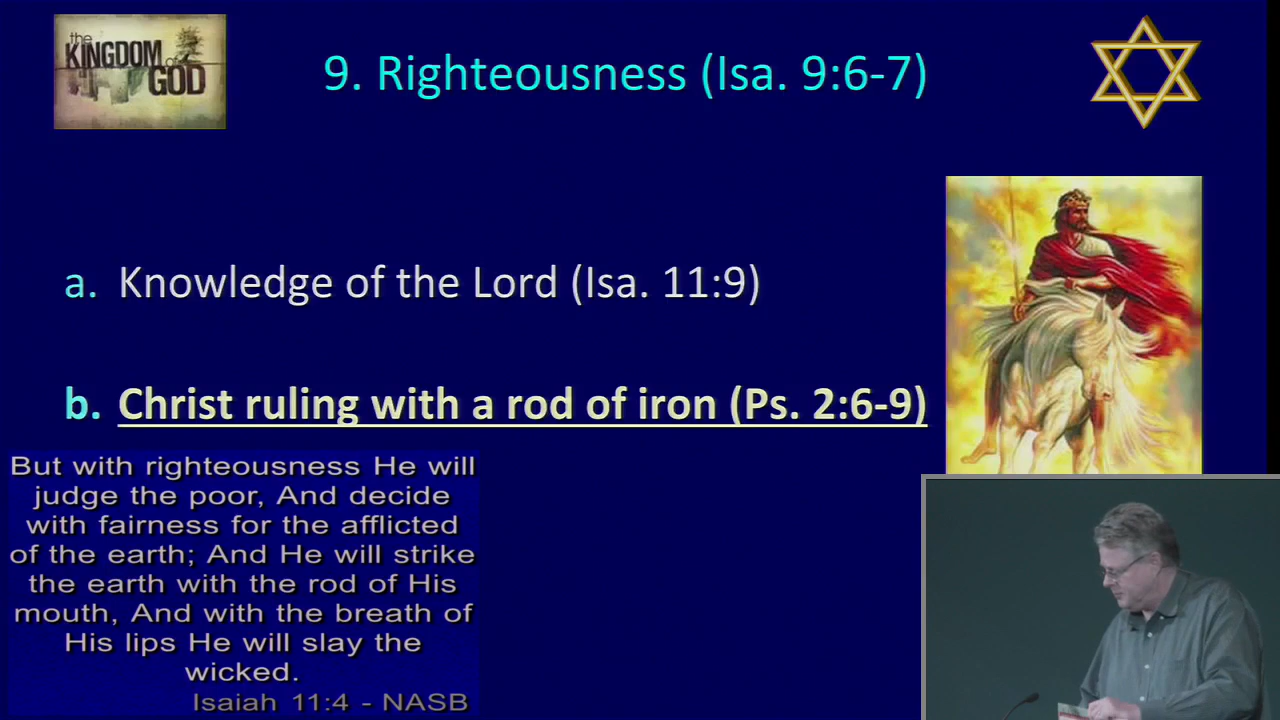 the
KINGDOM of
GOD
9. Righteousness (Isa. 9:6-7)
a. Knowledge of the Lord (Isa. 11:9)
b. Christ ruling with a rod of iron (Ps. 2:6-9)
But with righteousness He will
judge the poor, And decide
with fairness for the afflicted
of the earth; And He will strike
the earth with the rod of His
mouth, And with the breath of
His lips He will slay the
wicked.
Isaiah 11:4 - NASB